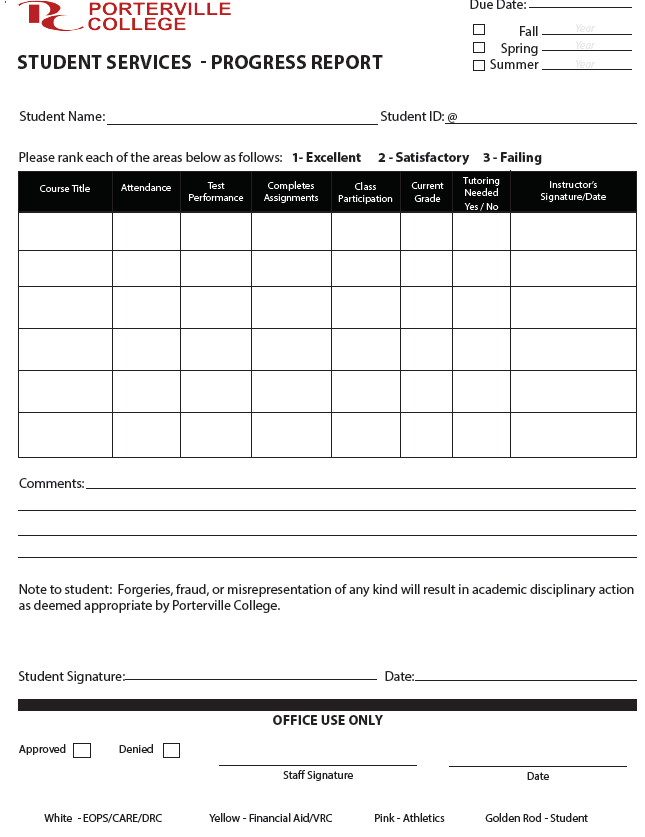 PORTERVILLE
COLLEGE
Due Date:
Fall Year
Spring Year
Summer Year
STUDENT SERVICES - PROGRESS REPORT
Student Name: Student ID: @
Please rank each of the areas below as follows: 1- Excellent 2 - Satisfactory 3 - Failing
Course Title Attendance Test Performance Completes Assignments Class Participation Current Grade Tutoring Needed Yes / No Instructor's Signature/Date
Comments:
Note to student: Forgeries, fraud, or misrepresentation of any kind will result in academic disciplinary action
as deemed appropriate by Porterville College.
Student Signature: Date:
OFFICE USE ONLY
Approved Denied
Staff Signature Date
White - EOPS/CARE/DRC Yellow - Financial Aid/VRC Pink - Athletics Golden Rod - Student